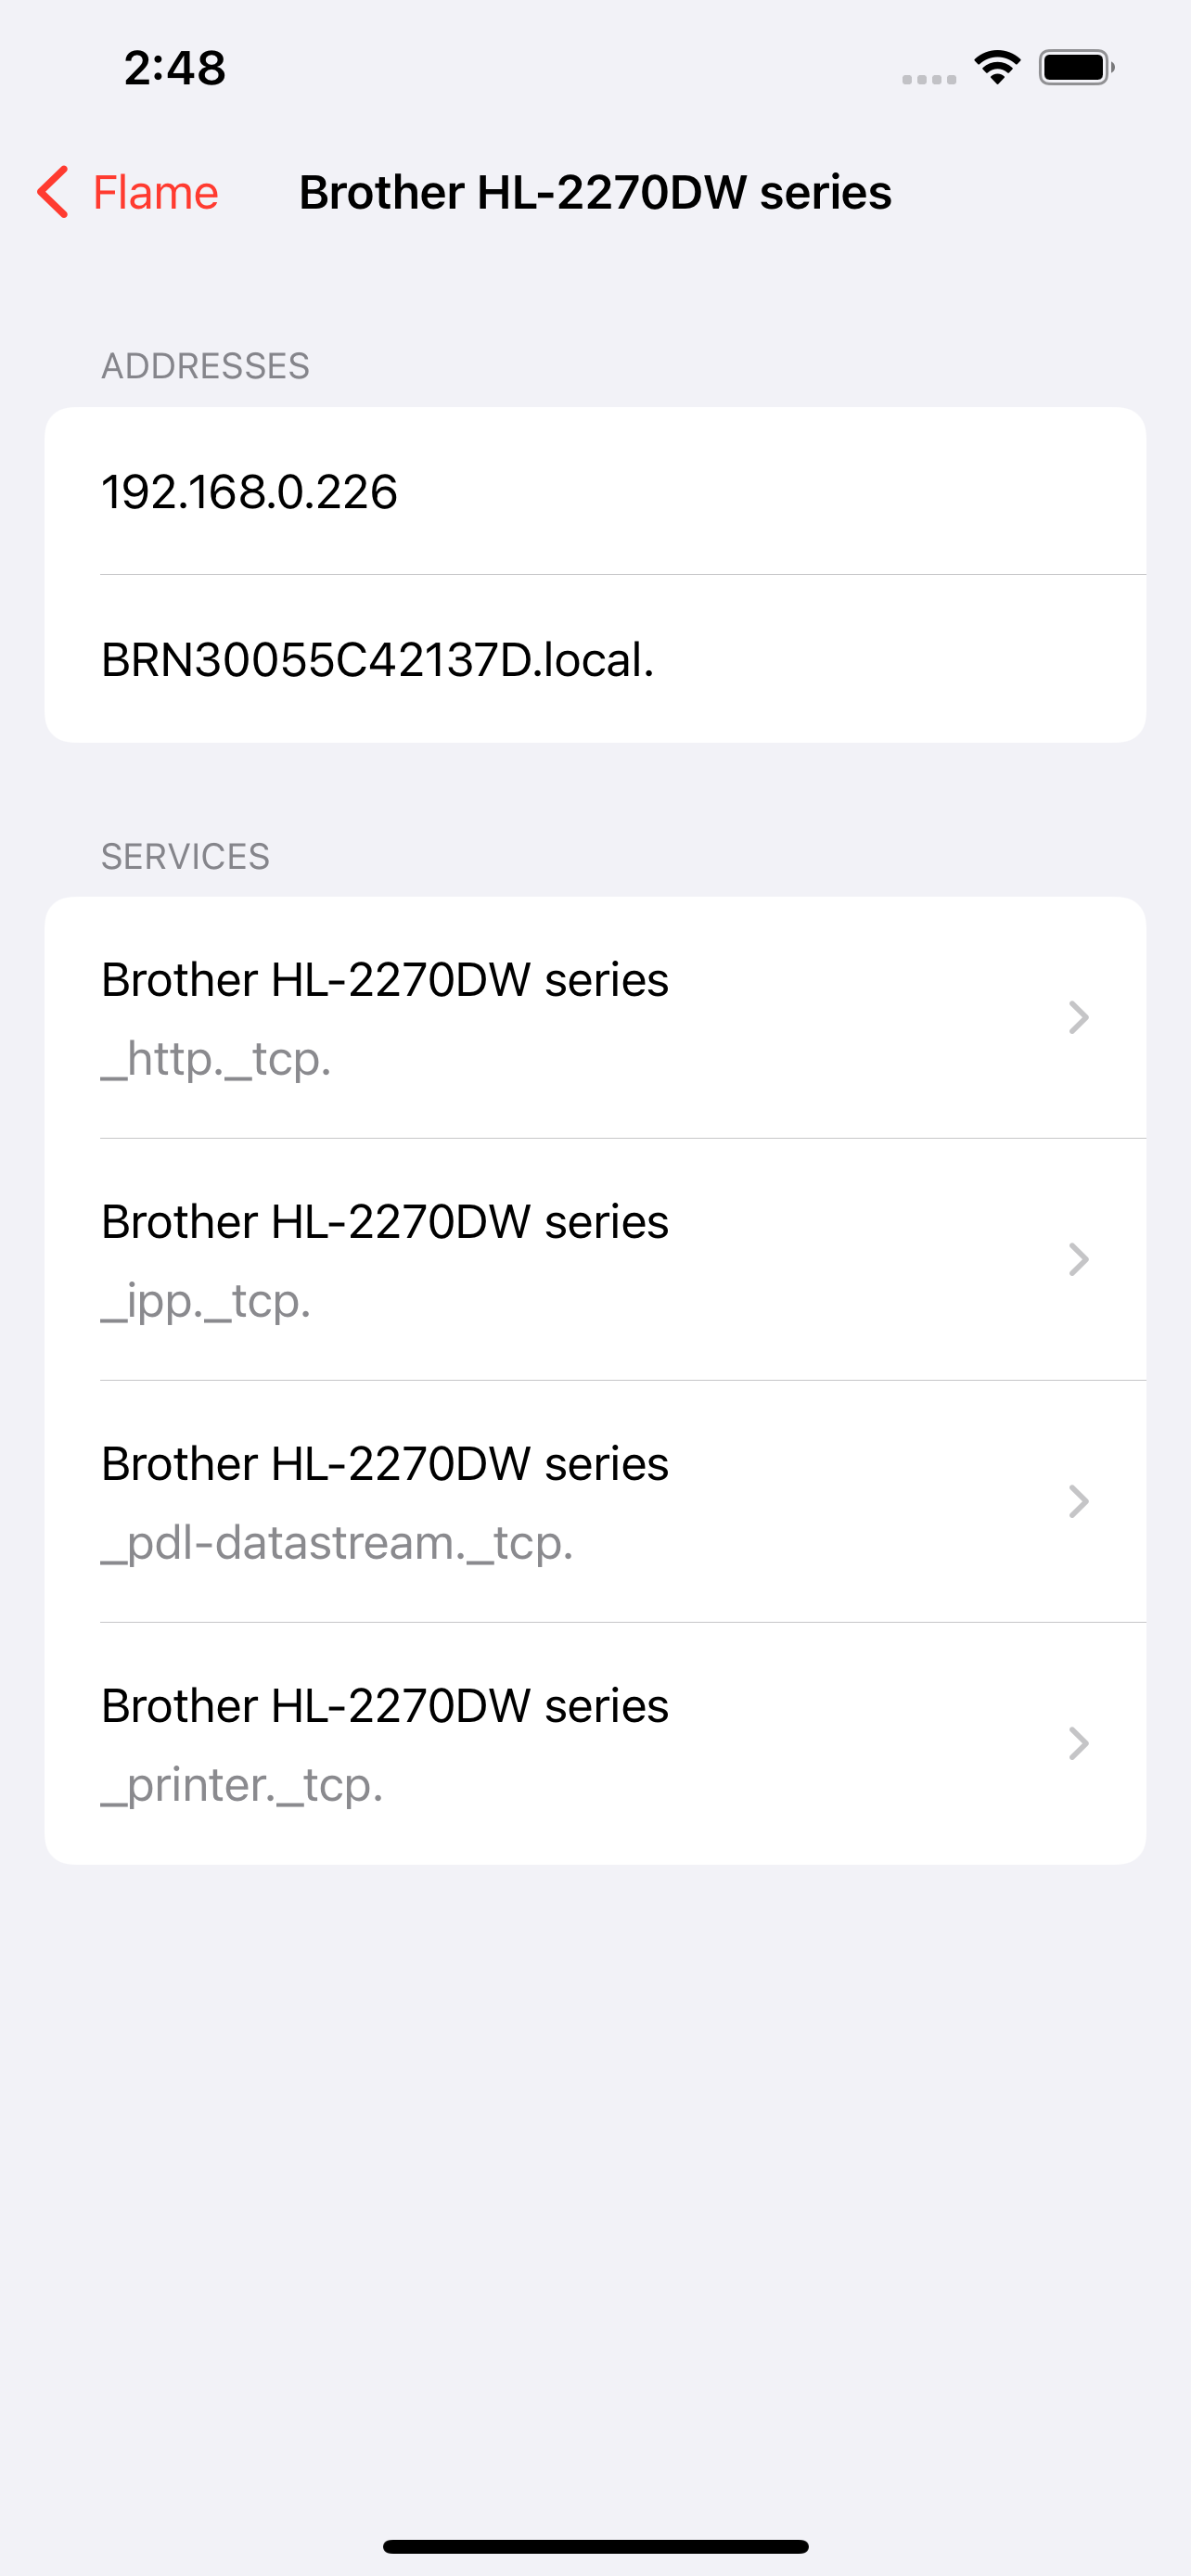 2:48
Flame
Brother HL-2270DW series
ADDRESSES
192.168.0.226
BRN30055C42137D.local.
SERVICES
Brother HL-2270DW series
_http._tcp.
Brother HL-2270DW series
_ipp._tcp.
Brother HL-2270DW series
_pdl-datastream._tcp.
Brother HL-2270DW series
_printer._tcp.